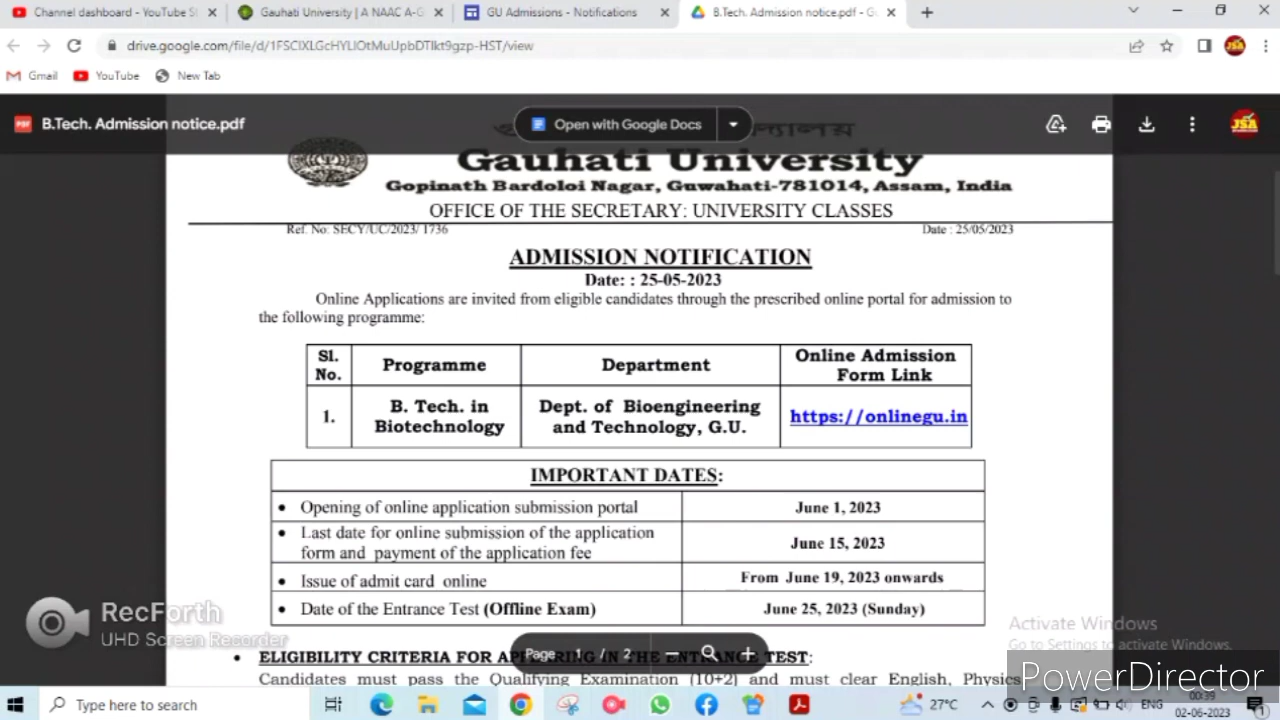 Channel dashboard - YouTube S
Gauhati University | A NAAC A-G
GU Admissions - Notifications
B.Tech. Admission notice.pdf - G
Gmail
YouTube
New Tab
B.Tech. Admission notice.pdf
Open with Google Docs
JSA
Gauhati University
Gopinath Bardoloi Nagar, Guwahati-781014, Assam, India
OFFICE OF THE SECRETARY: UNIVERSITY CLASSES
Ref. No: SECY/UC/2023/ 1736
Date : 25/05/2023
ADMISSION NOTIFICATION
Date: : 25-05-2023
Online Applications are invited from eligible candidates through the prescribed online portal for admission to
the following programme:
Sl. No.
Programme
Department
Online Admission
Form Link
1.
B. Tech. in
Biotechnology
Dept. of Bioengineering
and Technology, G.U.
https://onlinegu.in
IMPORTANT DATES:
• Opening of online application submission portal
June 1, 2023
• Last date for online submission of the application
form and payment of the application fee
June 15, 2023
• Issue of admit card online
From June 19, 2023 onwards
• Date of the Entrance Test (Offline Exam)
June 25, 2023 (Sunday)
RecForth
UHD Screen Recorder
Activate Windows
Go to Settings to activate Windows.
Page 1 / 2
• ELIGIBILITY CRITERIA FOR IN THE ENTRANCE TEST:
Candidates must pass the Qualifying Examination [10+2] and must clear English, Physics
PowerDirector
Type here to search
27°C
ENG
00:39
02-06-2023